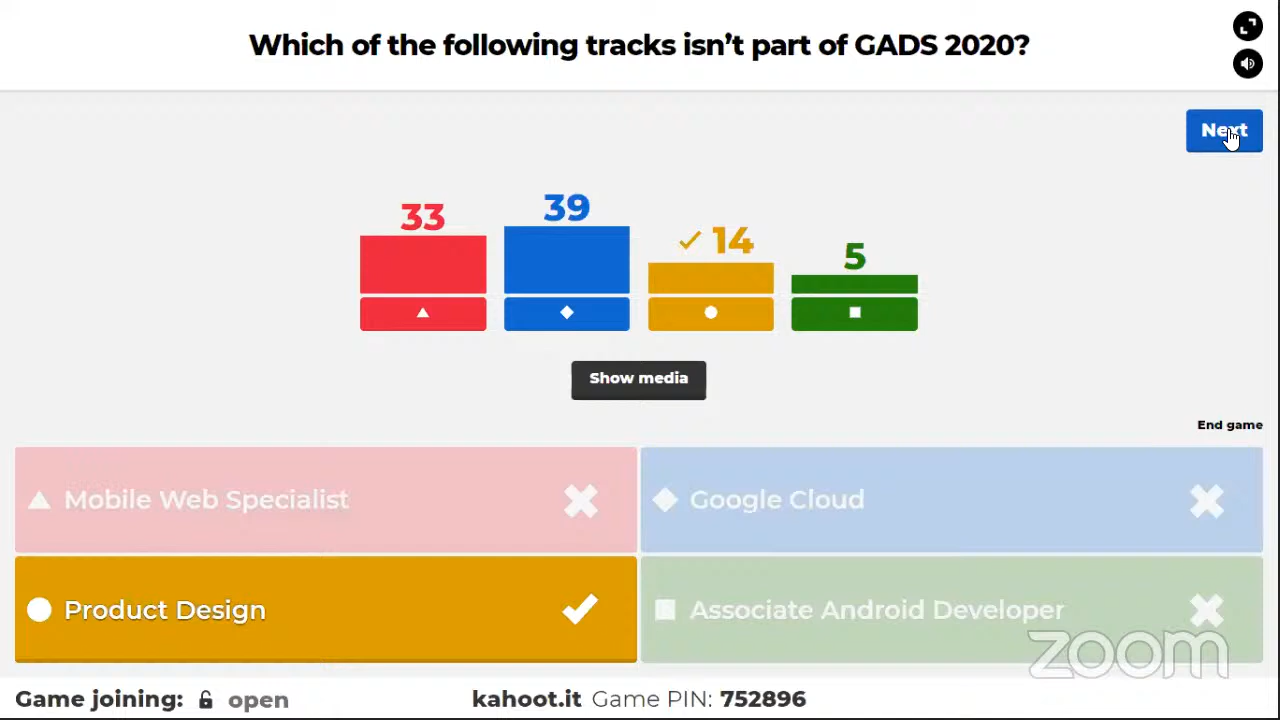 Which of the following tracks isn’t part of GADS 2020?
Next
33
39
14
5
Show media
End game
Mobile Web Specialist
Google Cloud
Product Design
Associate Android Developer
zoom
Game joining: open
kahoot.it Game PIN: 752896